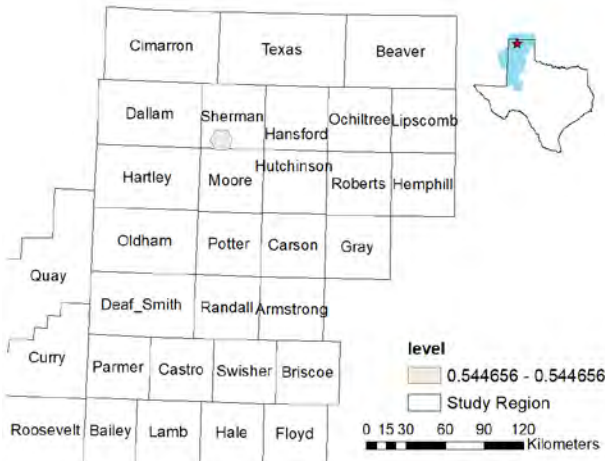 Cimarron Texas Beaver
Dallam Sherman Hansford Ochiltree Lipscomb
Hartley Moore Hutchinson Roberts Hemphill
Oldham Potter Carson Gray
Quay
Deaf_Smith Randall Armstrong
Curry Parmer Castro Swisher Briscoe
Roosevelt Bailey Lamb Hale Floyd
level
0.544656 - 0.544656
Study Region
0 15 30 60 90 120
Kilometers